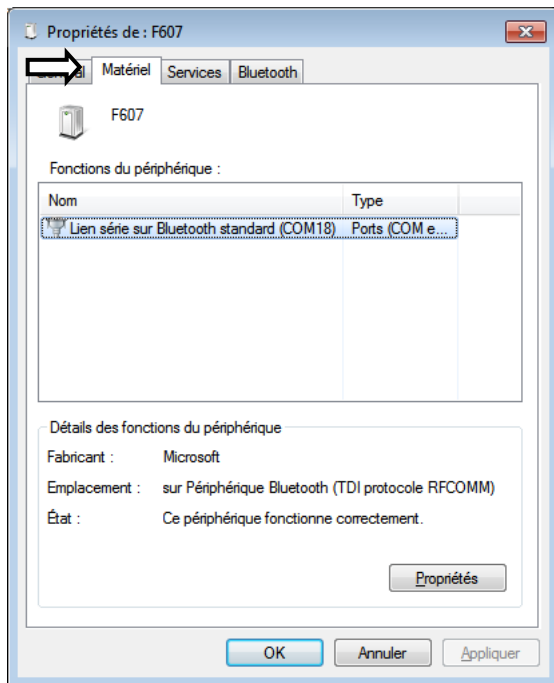 Propriétés de : F607
Matériel Services Bluetooth
F607
Fonctions du périphérique :
Nom Type
Lien série sur Bluetooth standard (COM18) Ports (COM e...
Détails des fonctions du périphérique
Fabricant : Microsoft
Emplacement : sur Périphérique Bluetooth (TDI protocole RFCOMM)
État : Ce périphérique fonctionne correctement.
Propriétés
OK Annuler Appliquer